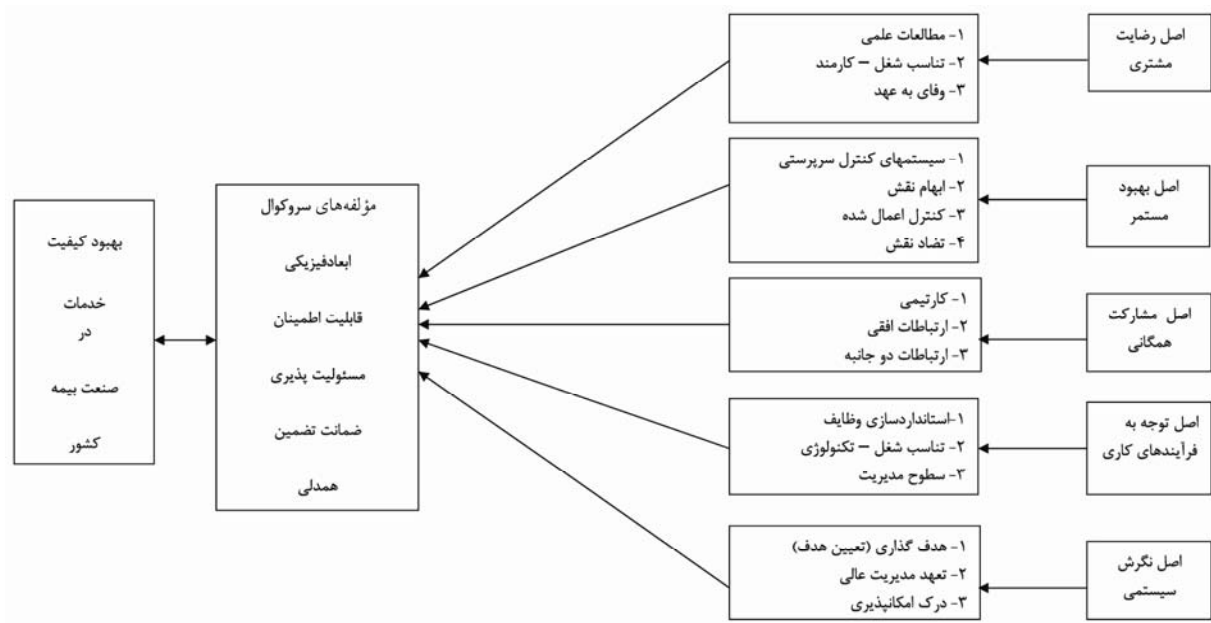 اصل رضایت
مشتری
۱- مطالعات علمی
۲- تناسب شغل – کارمند
۳- وفای به عهد
اصل بهبود
مستمر
۱- سیستمهای کنترل سرپرستی
۲- ابهام نقش
۳- کنترل اعمال شده
۴- تضاد نقش
اصل مشارکت
همگانی
۱- کارتیمی
۲- ارتباطات افقی
۳- ارتباطات دو جانبه
اصل توجه به
فرآیندهای کاری
۱-استانداردسازی وظایف
۲- تناسب شغل – تکنولوژی
۳- سطوح مدیریت
اصل نگرش
سیستمی
۱- هدف گذاری (تعیین هدف)
۲- تعهد مدیریت عالی
۳- درک امکانپذیری
مؤلفه‌های سروکوال
ابعادفیزیکی
قابلیت اطمینان
مسئولیت پذیری
ضمانت تضمین
همدلی
بهبود کیفیت
خدمات
در
صنعت بیمه
کشور